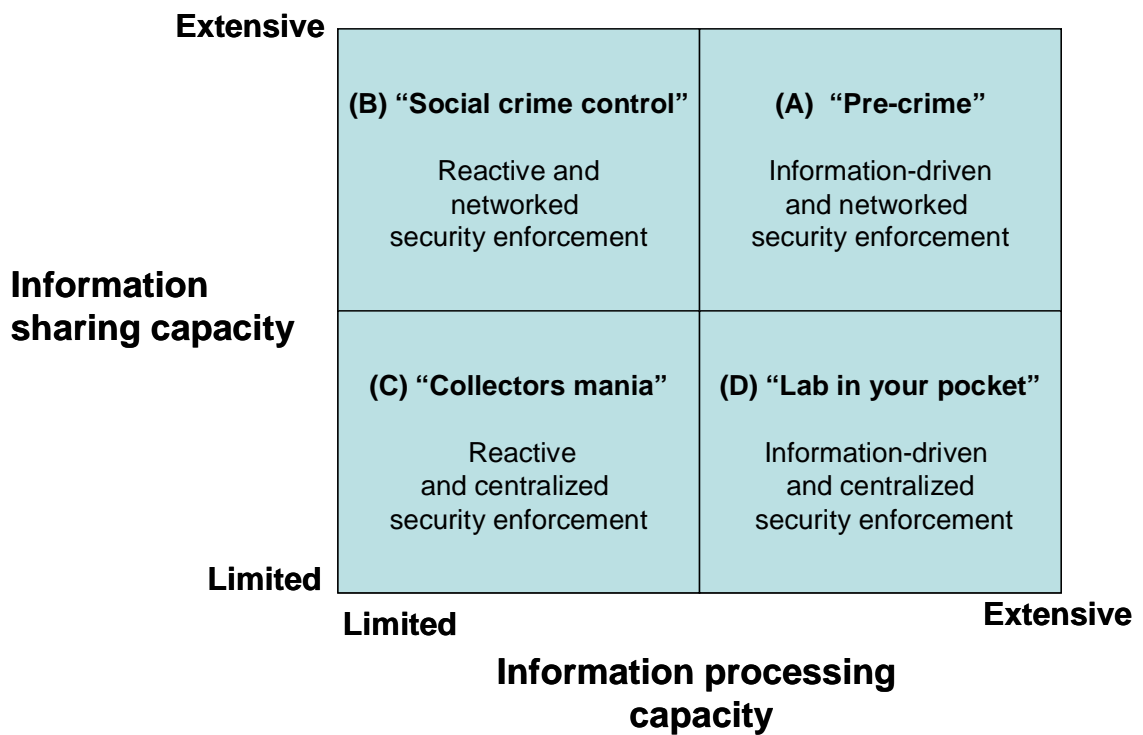 Extensive
(B) “Social crime control”
Reactive and
networked
security enforcement
(A) “Pre-crime”
Information-driven
and networked
security enforcement
Information
sharing capacity
(C) “Collectors mania”
Reactive
and centralized
security enforcement
(D) “Lab in your pocket”
Information-driven
and centralized
security enforcement
Limited
Limited
Extensive
Information processing
capacity